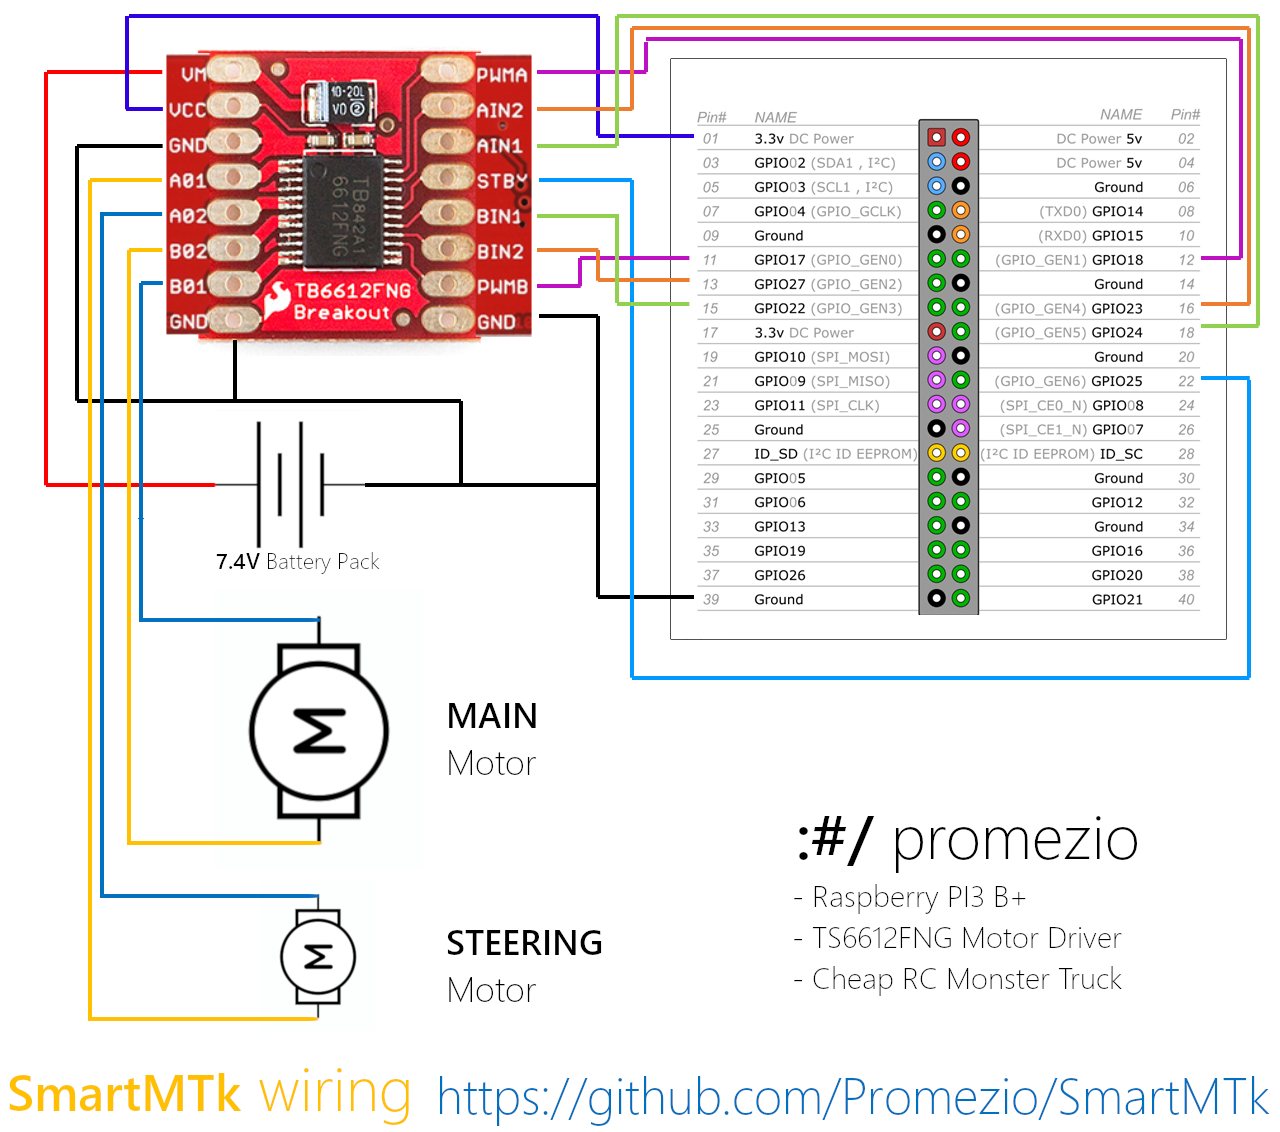 VM
VCC
GND
A01
A02
B02
B01
GND
PWMA
AIN2
AIN1
STBY
BIN1
BIN2
PWMB
GND
10-20L
VO 2
TB842A1
6612FNG
TB6612FNG
Breakout
Pin# NAME NAME Pin#
01 3.3v DC Power DC Power 5v 02
03 GPIO02 (SDA1 , I²C) DC Power 5v 04
05 GPIO03 (SCL1 , I²C) Ground 06
07 GPIO04 (GPIO_GCLK) (TXD0) GPIO14 08
09 Ground (RXD0) GPIO15 10
11 GPIO17 (GPIO_GEN0) (GPIO_GEN1) GPIO18 12
13 GPIO27 (GPIO_GEN2) Ground 14
15 GPIO22 (GPIO_GEN3) (GPIO_GEN4) GPIO23 16
17 3.3v DC Power (GPIO_GEN5) GPIO24 18
19 GPIO10 (SPI_MOSI) Ground 20
21 GPIO09 (SPI_MISO) (GPIO_GEN6) GPIO25 22
23 GPIO11 (SPI_CLK) (SPI_CE0_N) GPIO08 24
25 Ground (SPI_CE1_N) GPIO07 26
27 ID_SD (I²C ID EEPROM) (I²C ID EEPROM) ID_SC 28
29 GPIO05 Ground 30
31 GPIO06 GPIO12 32
33 GPIO13 Ground 34
35 GPIO19 GPIO16 36
37 GPIO26 GPIO20 38
39 Ground GPIO21 40
7.4V Battery Pack
M
MAIN
Motor
M
STEERING
Motor
:#/ promezio
- Raspberry PI3 B+
- TS6612FNG Motor Driver
- Cheap RC Monster Truck
SmartMTk wiring https://github.com/Promezio/SmartMTk